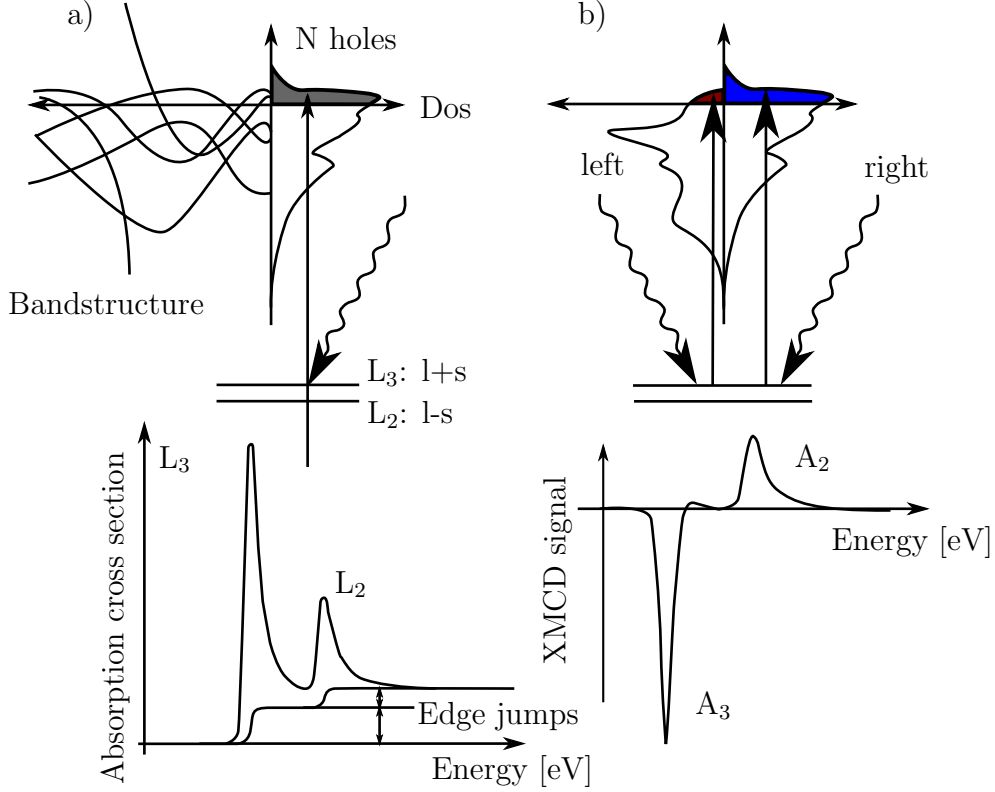 a)
N holes
Dos
Bandstructure
L₃: l+s
L₂: l-s
Absorption cross section
L₃
L₂
Edge jumps
Energy [eV]
b)
left
right
XMCD signal
A₂
Energy [eV]
A₃